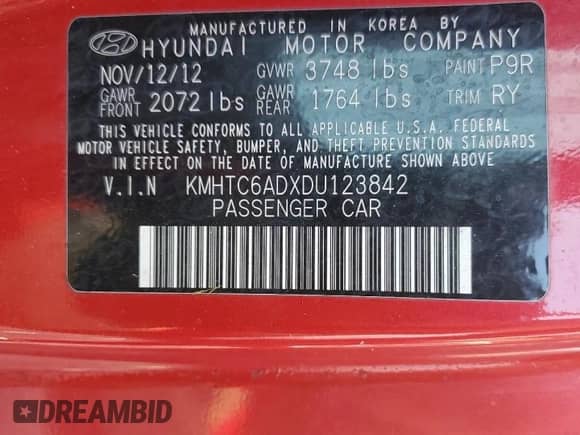 MANUFACTURED IN KOREA BY
HYUNDAI MOTOR COMPANY
NOV/12/12 GVWR 3748 lbs PAINT P9R
GAWR FRONT 2072 lbs GAWR REAR 1764 lbs TRIM RY
THIS VEHICLE CONFORMS TO ALL APPLICABLE U.S.A. FEDERAL
MOTOR VEHICLE SAFETY, BUMPER, AND THEFT PREVENTION STANDARDS
IN EFFECT ON THE DATE OF MANUFACTURE SHOWN ABOVE
V.I.N KMHTC6ADXDU123842
PASSENGER CAR
DREAMBID